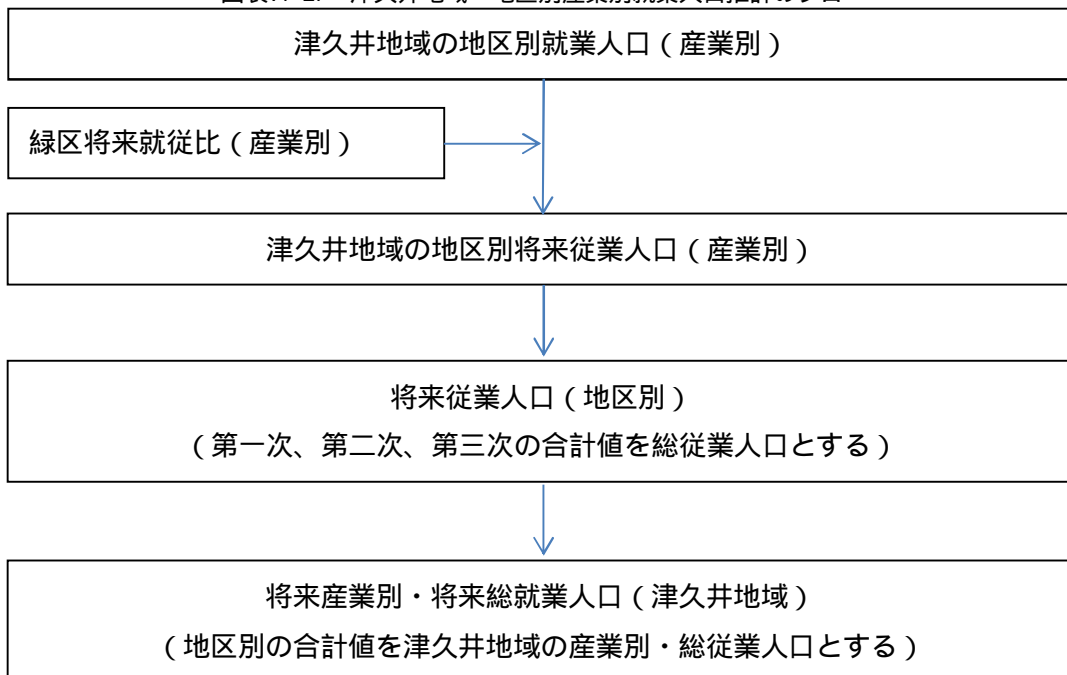 津久井地域の地区別就業人口（産業別）
緑区将来就従比（産業別）
津久井地域の地区別将来従業人口（産業別）
将来従業人口（地区別）
（第一次、第二次、第三次の合計値を総従業人口とする）
将来産業別・将来総就業人口（津久井地域）
（地区別の合計値を津久井地域の産業別・総従業人口とする）